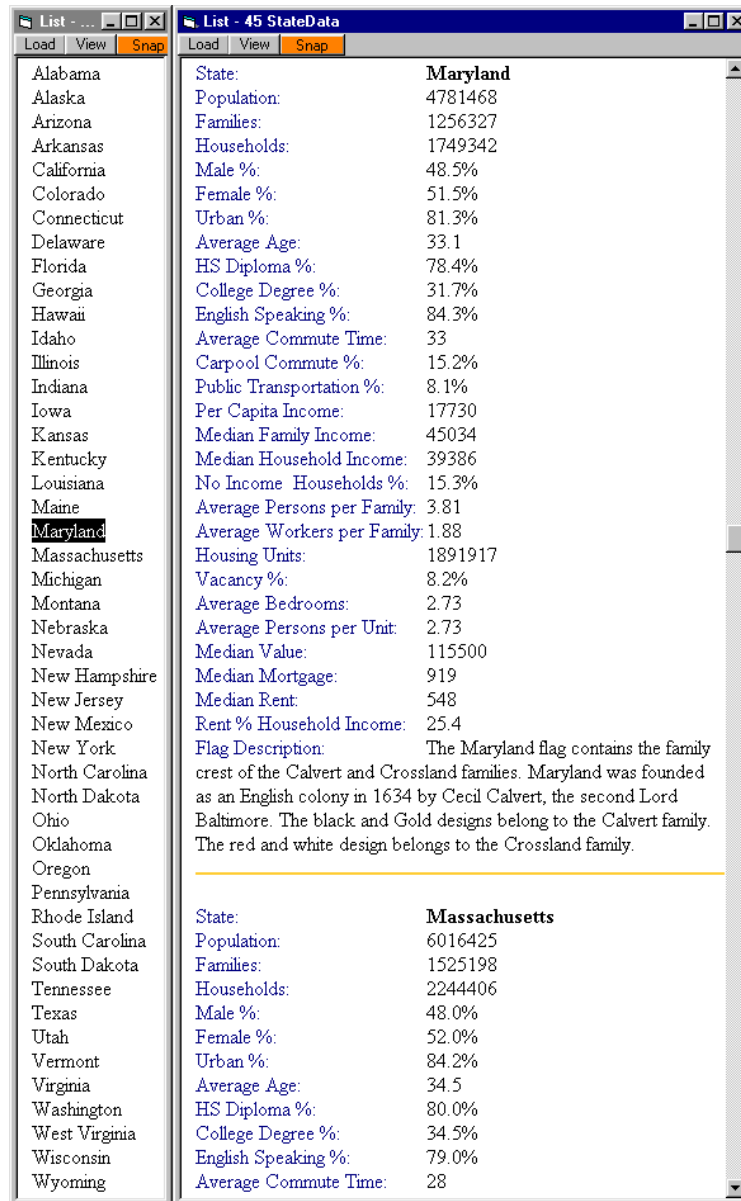 List - ...
Load View Snap
Alabama
Alaska
Arizona
Arkansas
California
Colorado
Connecticut
Delaware
Florida
Georgia
Hawaii
Idaho
Illinois
Indiana
Iowa
Kansas
Kentucky
Louisiana
Maine
Maryland
Massachusetts
Michigan
Montana
Nebraska
Nevada
New Hampshire
New Jersey
New Mexico
New York
North Carolina
North Dakota
Ohio
Oklahoma
Oregon
Pennsylvania
Rhode Island
South Carolina
South Dakota
Tennessee
Texas
Utah
Vermont
Virginia
Washington
West Virginia
Wisconsin
Wyoming
List - 45 StateData
Load View Snap
State: Maryland
Population: 4781468
Families: 1256327
Households: 1749342
Male %: 48.5%
Female %: 51.5%
Urban %: 81.3%
Average Age: 33.1
HS Diploma %: 78.4%
College Degree %: 31.7%
English Speaking %: 84.3%
Average Commute Time: 33
Carpool Commute %: 15.2%
Public Transportation %: 8.1%
Per Capita Income: 17730
Median Family Income: 45034
Median Household Income: 39386
No Income Households %: 15.3%
Average Persons per Family: 3.81
Average Workers per Family: 1.88
Housing Units: 1891917
Vacancy %: 8.2%
Average Bedrooms: 2.73
Average Persons per Unit: 2.73
Median Value: 115500
Median Mortgage: 919
Median Rent: 548
Rent % Household Income: 25.4
Flag Description: The Maryland flag contains the family
crest of the Calvert and Crossland families. Maryland was founded
as an English colony in 1634 by Cecil Calvert, the second Lord
Baltimore. The black and Gold designs belong to the Calvert family.
The red and white design belongs to the Crossland family.
State: Massachusetts
Population: 6016425
Families: 1525198
Households: 2244406
Male %: 48.0%
Female %: 52.0%
Urban %: 84.2%
Average Age: 34.5
HS Diploma %: 80.0%
College Degree %: 34.5%
English Speaking %: 79.0%
Average Commute Time: 28